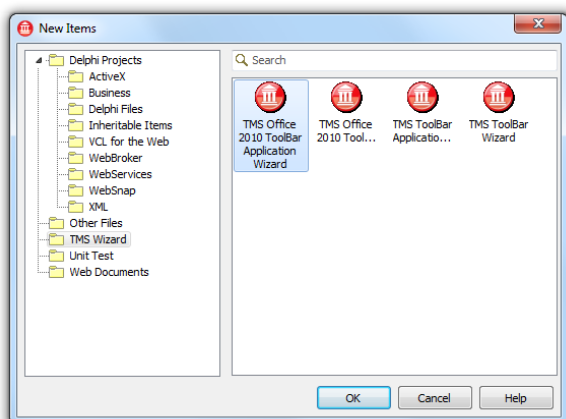 New Items
Delphi Projects
ActiveX
Business
Delphi Files
Inheritable Items
VCL for the Web
WebBroker
WebServices
WebSnap
XML
Other Files
TMS Wizard
Unit Test
Web Documents
Search
TMS Office
2010 ToolBar
Application
Wizard
TMS Office
2010 Tool...
TMS ToolBar
Applicatio...
TMS ToolBar
Wizard
OK
Cancel
Help